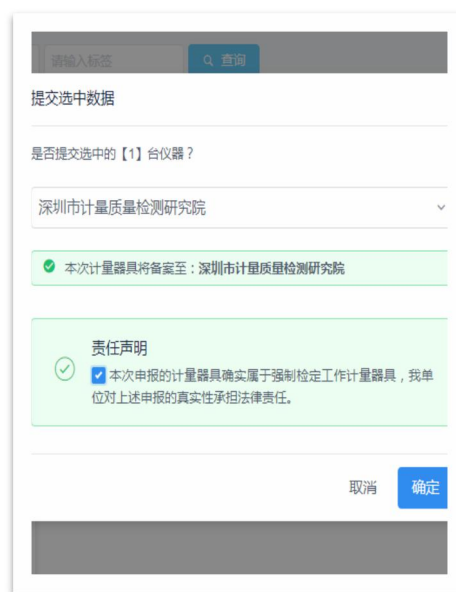 请输入标签
查询
提交选中数据
是否提交选中的【1】台仪器？
深圳市计量质量检测研究院
本次计量器具将备案至：深圳市计量质量检测研究院
责任声明
本次申报的计量器具确实属于强制检定工作计量器具，我单
位对上述申报的真实性承担法律责任。
取消
确定